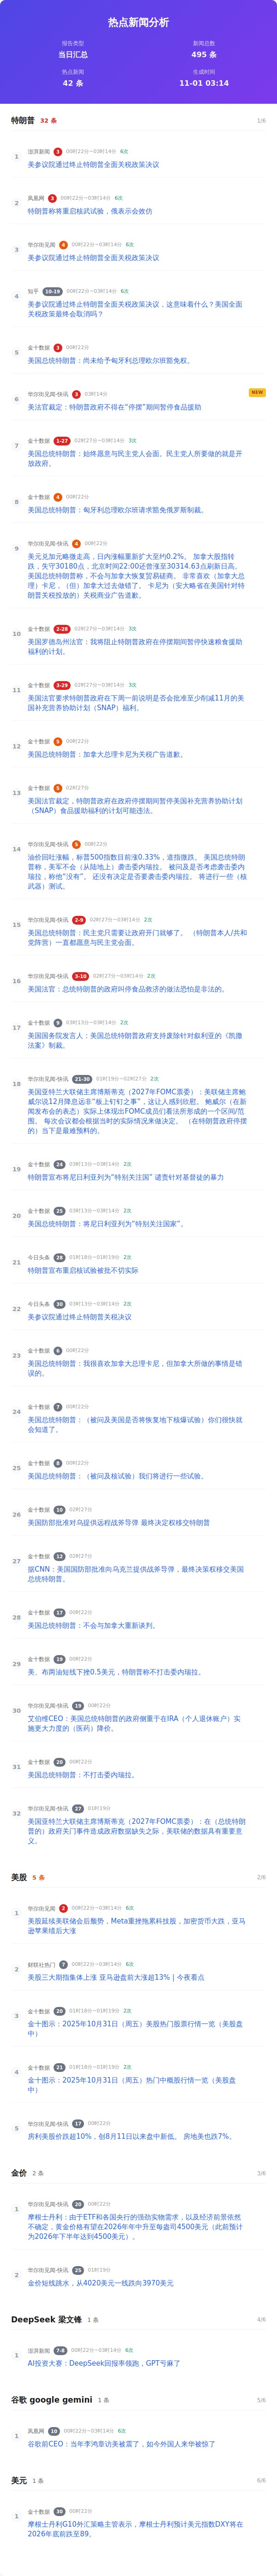 热点新闻分析
报告类型
新闻总数
当日汇总
495 条
热点新闻
生成时间
42 条
11-01 03:14
特朗普 32 条 1/6
1 澎湃新闻 3 00时22分~03时14分 6次
美参议院通过终止特朗普全面关税政策决议
2 凤凰网 3 00时22分~03时14分 6次
特朗普称将重启核武试验，俄表示会效仿
3 华尔街见闻 4 00时22分~03时14分 6次
美参议院通过终止特朗普全面关税政策决议
4 知乎 10-19 00时22分~03时14分 6次
美参议院通过终止特朗普全面关税政策决议，这意味着什么？美国全面
关税政策最终会取消吗？
5 金十数据 3 00时22分
美国总统特朗普：尚未给予匈牙利总理欧尔班豁免权。
6 华尔街见闻-快讯 3 03时14分 NEW
美法官裁定：特朗普政府不得在“停摆”期间暂停食品援助
7 金十数据 1-27 02时27分~03时14分 3次
美国总统特朗普：始终愿意与民主党人会面。民主党人所要做的就是开
放政府。
8 金十数据 4 00时22分
美国总统特朗普：匈牙利总理欧尔班请求豁免俄罗斯制裁。
9 华尔街见闻-快讯 4 00时22分
美元兑加元略微走高，日内涨幅重新扩大至约0.2%。 加拿大股指转
跌，失守30180点，北京时间22:00还曾涨至30314.63点刷新日高。
美国总统特朗普称，不会与加拿大恢复贸易磋商。 非常喜欢（加拿大总
理）卡尼，（但）加拿大过去做错了。 卡尼为（安大略省在美国针对特
朗普关税投放的）关税商业广告道歉。
10 金十数据 2-28 02时27分~03时14分 3次
美国罗德岛州法官：我将阻止特朗普政府在停摆期间暂停快速粮食援助
福利的计划。
11 金十数据 3-29 02时27分~03时14分 3次
美国法官要求特朗普政府在下周一前说明是否会批准至少削减11月的美
国补充营养协助计划（SNAP）福利。
12 金十数据 5 00时22分
美国总统特朗普：加拿大总理卡尼为关税广告道歉。
13 金十数据 5 02时27分
美国法官裁定，特朗普政府在政府停摆期间暂停美国补充营养协助计划
（SNAP）食品援助福利的计划可能违法。
14 华尔街见闻-快讯 5 00时22分
油价回吐涨幅，标普500指数目前涨0.33%，道指微跌。 美国总统特朗
普称，美军不会（从陆地上）袭击委内瑞拉。 被问及是否考虑袭击委内
瑞拉，称他“没有”。 还没有决定是否要袭击委内瑞拉。 将进行一些（核
武器）测试。
15 华尔街见闻-快讯 2-9 02时27分~03时14分 2次
美国总统特朗普：民主党只需要让政府开门就够了。 （特朗普本人/共和
党阵营）一直都愿意与民主党会面。
16 华尔街见闻-快讯 3-10 02时27分~03时14分 2次
美国法官：总统特朗普的政府叫停食品救济的做法恐怕是非法的。
17 金十数据 9 03时13分~03时14分 2次
美国国务院发言人：美国总统特朗普政府支持废除针对叙利亚的《凯撒
法案》制裁。
18 华尔街见闻-快讯 21-30 01时19分~02时27分 2次
美国亚特兰大联储主席博斯蒂克（2027年FOMC票委）：美联储主席鲍
威尔说12月降息远非“板上钉钉之事”，这让人感到欣慰。 鲍威尔（在新
闻发布会的表态）实际上体现出FOMC成员们看法所形成的一个区间/范
围。 每次会议都会根据当时的实际情况来做决定。 （在特朗普政府停摆
的）当下是最难预料的。
19 金十数据 24 03时13分~03时14分 2次
特朗普宣布将尼日利亚列为“特别关注国” 谴责针对基督徒的暴力
20 金十数据 25 03时13分~03时14分 2次
美国总统特朗普：将尼日利亚列为“特别关注国家”。
21 今日头条 28 01时18分~01时19分 2次
特朗普宣布重启核试验被批不切实际
22 今日头条 30 03时13分~03时14分 2次
美参议院通过终止特朗普关税决议
23 金十数据 6 00时22分
美国总统特朗普：我很喜欢加拿大总理卡尼，但加拿大所做的事情是错
误的。
24 金十数据 7 00时22分
美国总统特朗普：（被问及美国是否将恢复地下核爆试验）你们很快就
会知道了。
25 金十数据 8 00时22分
美国总统特朗普：（被问及核试验）我们将进行一些试验。
26 金十数据 10 02时27分
美国防部批准对乌提供远程战斧导弹 最终决定权移交特朗普
27 金十数据 12 02时27分
据CNN：美国国防部批准向乌克兰提供战斧导弹，最终决策权移交美国
总统特朗普。
28 金十数据 17 00时22分
美国总统特朗普：不会与加拿大重新谈判。
29 金十数据 19 00时22分
美、布两油短线下挫0.5美元，特朗普称不打击委内瑞拉。
30 华尔街见闻-快讯 19 00时22分
艾伯维CEO：美国总统特朗普的政府侧重于在IRA（个人退休账户）实
施更大力度的（医药）降价。
31 金十数据 20 00时22分
美国总统特朗普：不打击委内瑞拉。
32 华尔街见闻-快讯 27 01时19分
美国亚特兰大联储主席博斯蒂克（2027年FOMC票委）：在（总统特朗
普的）政府关门事件造成政府数据缺失之际，美联储的数据具有重要意
义。
美股 5 条 2/6
1 华尔街见闻 2 00时22分~03时14分 6次
美股延续美联储会后颓势，Meta重挫拖累科技股，加密货币大跌，亚马
逊苹果绩后大涨
2 财联社热门 7 00时22分~03时14分 6次
美股三大期指集体上涨 亚马逊盘前大涨超13% | 今夜看点
3 金十数据 20 01时18分~01时19分 2次
金十图示：2025年10月31日（周五）美股热门股票行情一览（美股盘
中）
4 金十数据 21 01时18分~01时19分 2次
金十图示：2025年10月31日（周五）热门中概股行情一览（美股盘
中）
5 华尔街见闻-快讯 17 00时22分
房利美股价跌超10%，创8月11日以来盘中新低。 房地美也跌7%。
金价 2 条 3/6
1 华尔街见闻-快讯 20 00时22分
摩根士丹利：由于ETF和各国央行的强劲实物需求，以及经济前景依然
不确定，黄金价格有望在2026年年中升至每盎司4500美元（此前预计
为2026年下半年达到4500美元）。
2 华尔街见闻-快讯 25 01时19分
金价短线跳水，从4020美元一线跌向3970美元
DeepSeek 梁文锋 1 条 4/6
1 澎湃新闻 7-8 00时22分~03时14分 6次
AI投资大赛：DeepSeek回报率领跑，GPT亏麻了
谷歌 google gemini 1 条 5/6
1 凤凰网 10 00时22分~03时14分 6次
谷歌前CEO：当年李鸿章访美被震了，如今外国人来华被惊了
美元 1 条 6/6
1 金十数据 30 00时22分
摩根士丹利G10外汇策略主管表示，摩根士丹利预计美元指数DXY将在
2026年底前跌至89。